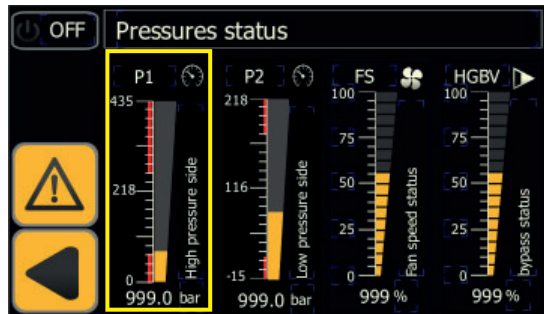 OFF
Pressures status
P1
435
218
0
High pressure side
999.0 bar
P2
218
116
-15
Low pressure side
999.0 bar
FS
100
75
50
25
0
Fan speed status
999 %
HGBV
100
75
50
25
0
bypass status
999 %